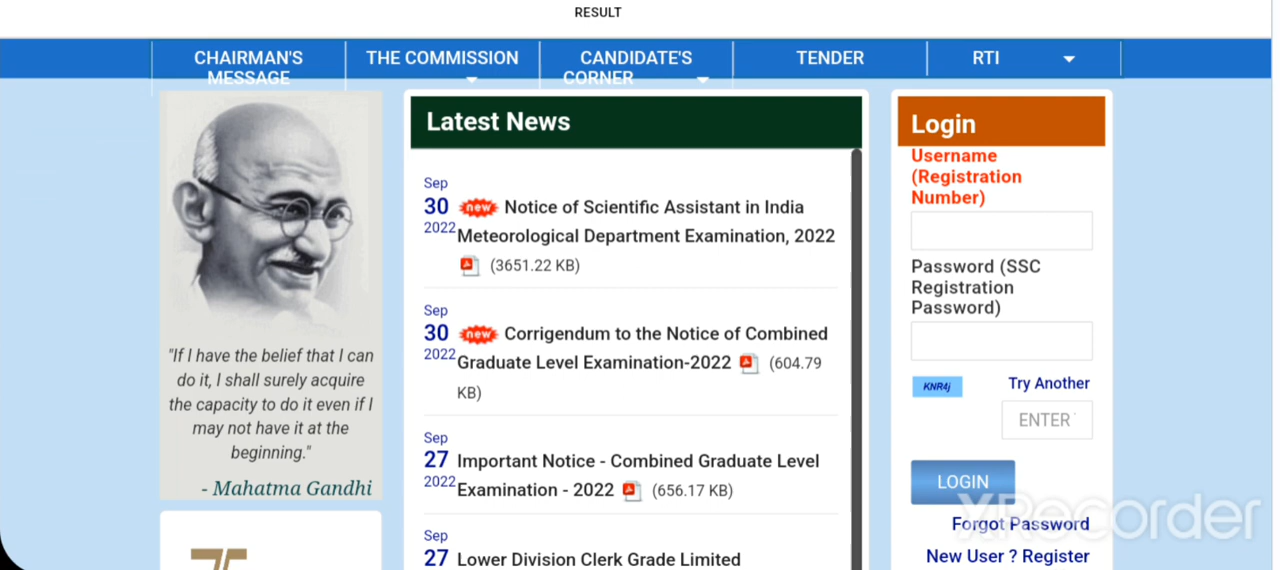 RESULT
CHAIRMAN'S
MESSAGE
THE COMMISSION
CANDIDATE'S
CORNER
TENDER
RTI
"If I have the belief that I can
do it, I shall surely acquire
the capacity to do it even if I
may not have it at the
beginning."
- Mahatma Gandhi
75
Latest News
Sep
30
2022
new Notice of Scientific Assistant in India
Meteorological Department Examination, 2022
(3651.22 KB)
Sep
30
2022
new Corrigendum to the Notice of Combined
Graduate Level Examination-2022 (604.79
KB)
Sep
27
2022
Important Notice - Combined Graduate Level
Examination - 2022 (656.17 KB)
Sep
27
Lower Division Clerk Grade Limited
Login
Username
(Registration
Number)
Password (SSC
Registration
Password)
KNR4j
Try Another
ENTER
LOGIN
Forgot Password
New User ? Register
XRecorder